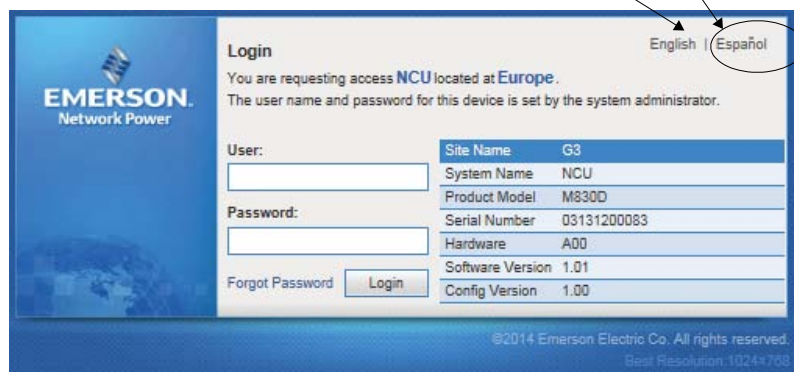 English | Español
Login
You are requesting access NCU located at Europe.
The user name and password for this device is set by the system administrator.
EMERSON.
Network Power
User:
Password:
Forgot Password Login
Site Name G3
System Name NCU
Product Model M830D
Serial Number 03131200083
Hardware A00
Software Version 1.01
Config Version 1.00
©2014 Emerson Electric Co. All rights reserved.
Best Resolution:1024×768